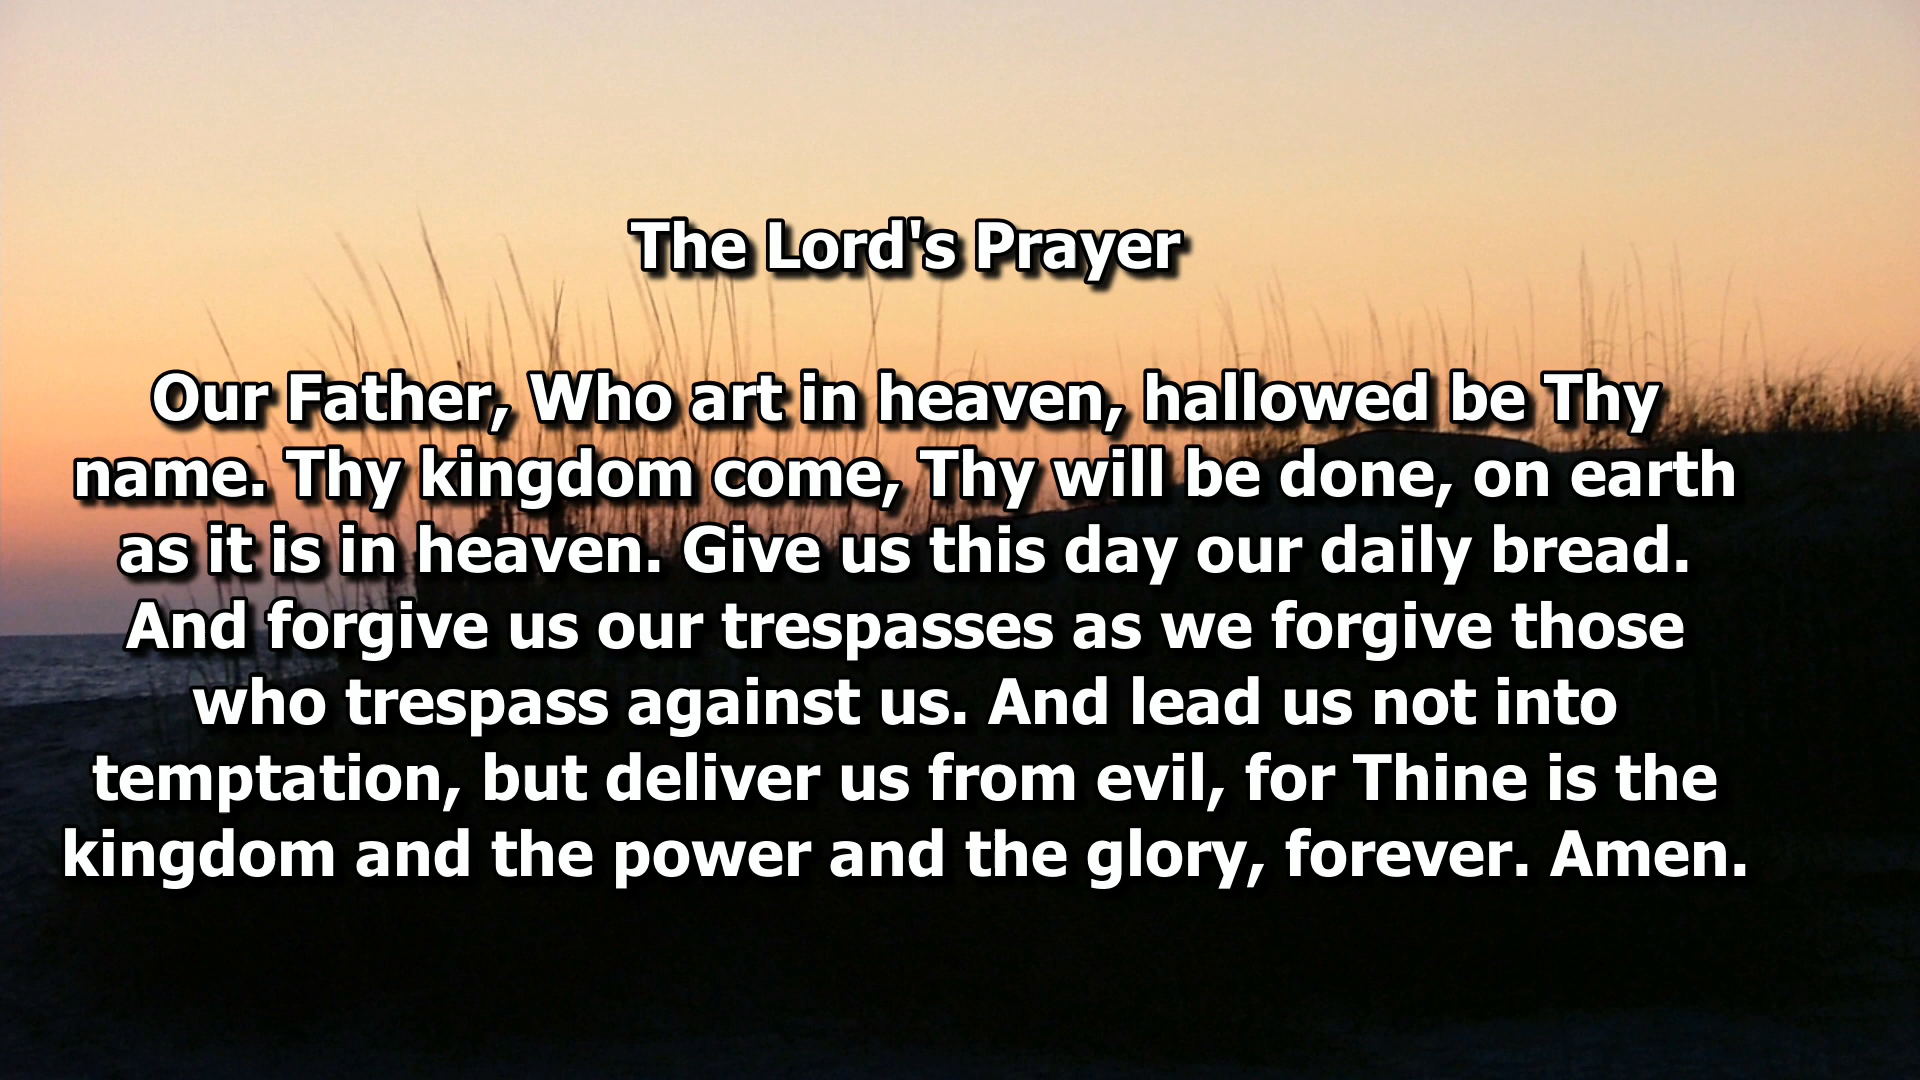 The Lord's Prayer
Our Father, Who art in heaven, hallowed be Thy
name. Thy kingdom come, Thy will be done, on earth
as it is in heaven. Give us this day our daily bread.
And forgive us our trespasses as we forgive those
who trespass against us. And lead us not into
temptation, but deliver us from evil, for Thine is the
kingdom and the power and the glory, forever. Amen.